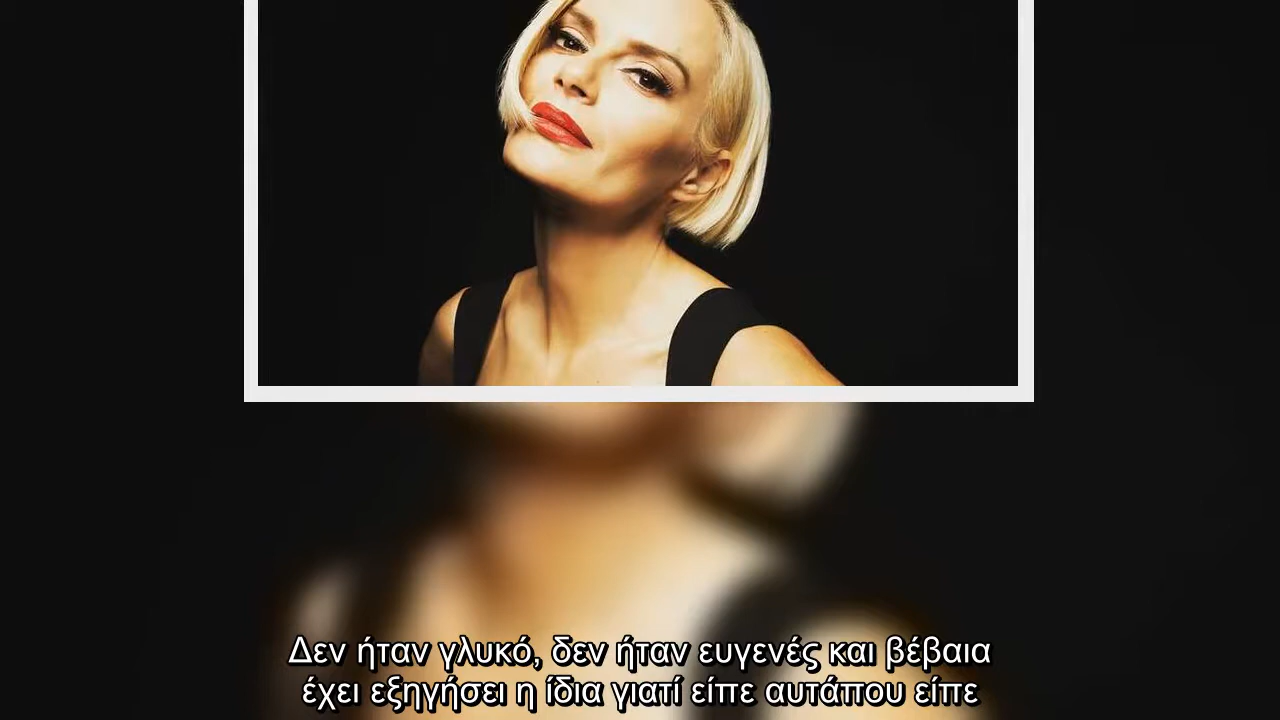 Δεν ήταν γλυκό, δεν ήταν ευγενές και βέβαια
έχει εξηγήσει η ίδια γιατί είπε αυτάπου είπε